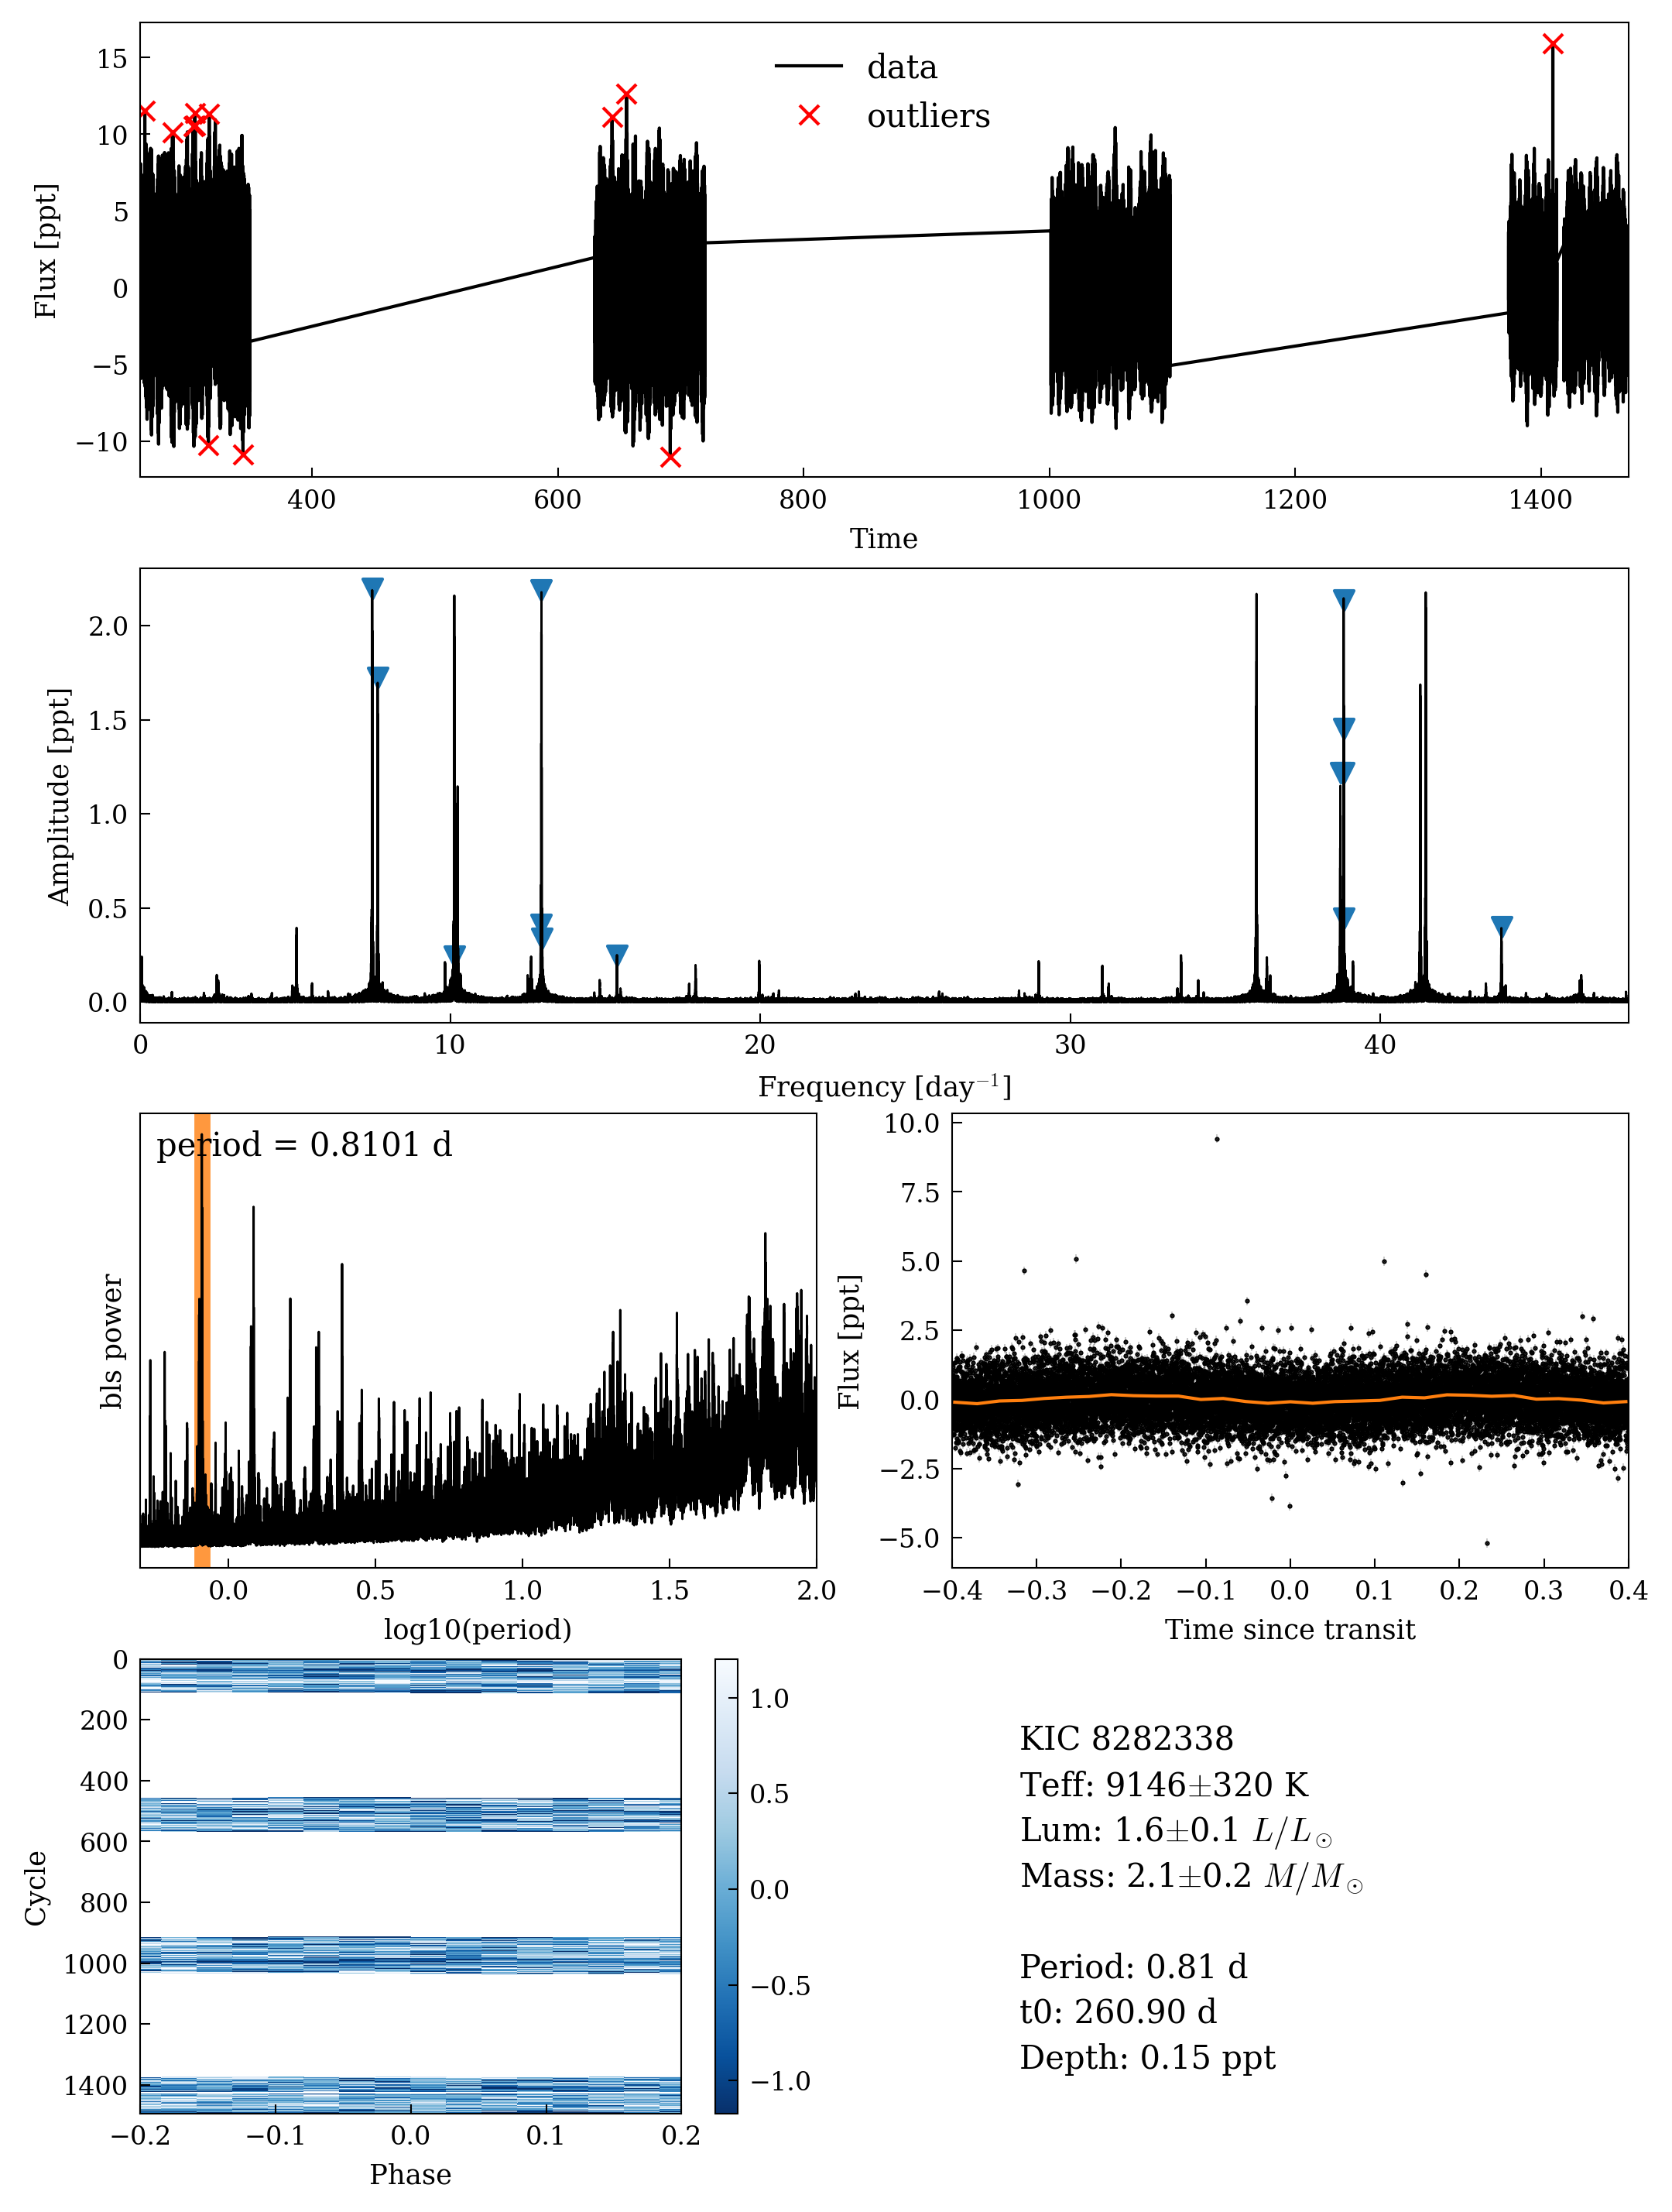 15
10
5
0
−5
−10
Flux [ppt]
data
outliers
400 600 800 1000 1200 1400
Time
2.0
1.5
1.0
0.5
0.0
Amplitude [ppt]
0 10 20 30 40
Frequency [day⁻¹]
period = 0.8101 d
bls power
0.0 0.5 1.0 1.5 2.0
log10(period)
10.0
7.5
5.0
2.5
0.0
−2.5
−5.0
Flux [ppt]
−0.4 −0.3 −0.2 −0.1 0.0 0.1 0.2 0.3 0.4
Time since transit
0
200
400
600
800
1000
1200
1400
Cycle
−0.2 −0.1 0.0 0.1 0.2
Phase
1.0
0.5
0.0
−0.5
−1.0
KIC 8282338
Teff: 9146±320 K
Lum: 1.6±0.1 L/L⊙
Mass: 2.1±0.2 M/M⊙
Period: 0.81 d
t0: 260.90 d
Depth: 0.15 ppt